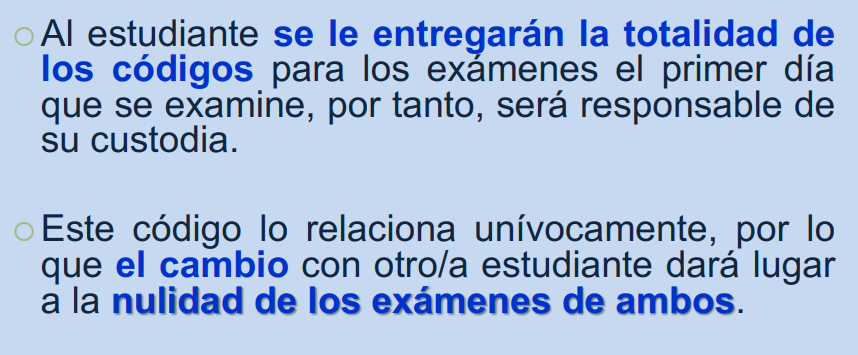 Al estudiante se le entregarán la totalidad de
los códigos para los exámenes el primer día
que se examine, por tanto, será responsable de
su custodia.
Este código lo relaciona unívocamente, por lo
que el cambio con otro/a estudiante dará lugar
a la nulidad de los exámenes de ambos.